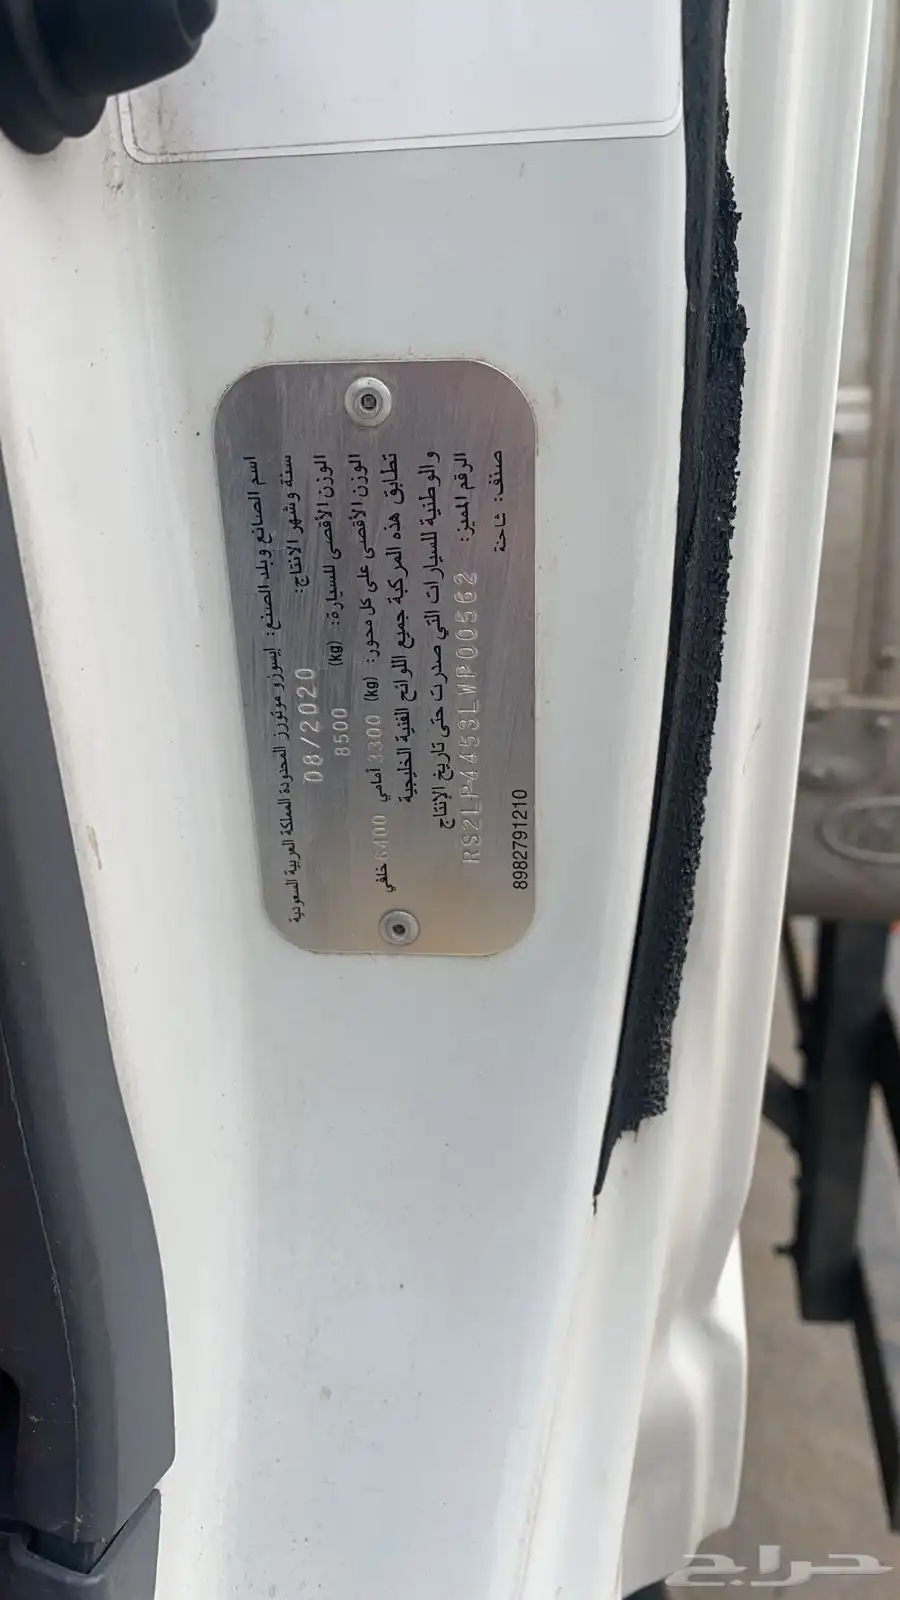 اسم الصانع وبلد الصنع: إيسوزو موتورز المحدودة المملكة العربية السعودية
سنة وشهر الانتاج: 08/2020
الوزن الأقصى للسيارة: (kg) 8500
الوزن الأقصى على كل محور: (kg) 3300 أمامي 6400 خلفي
تطابق هذه المركبة جميع اللوائح الفنية الخليجية
والوطنية للسيارات التي صدرت حتى تاريخ الإنتاج
الرقم المميز: RS2LP4453LWP00562
صنف: شاحنة
8982791210
حراج